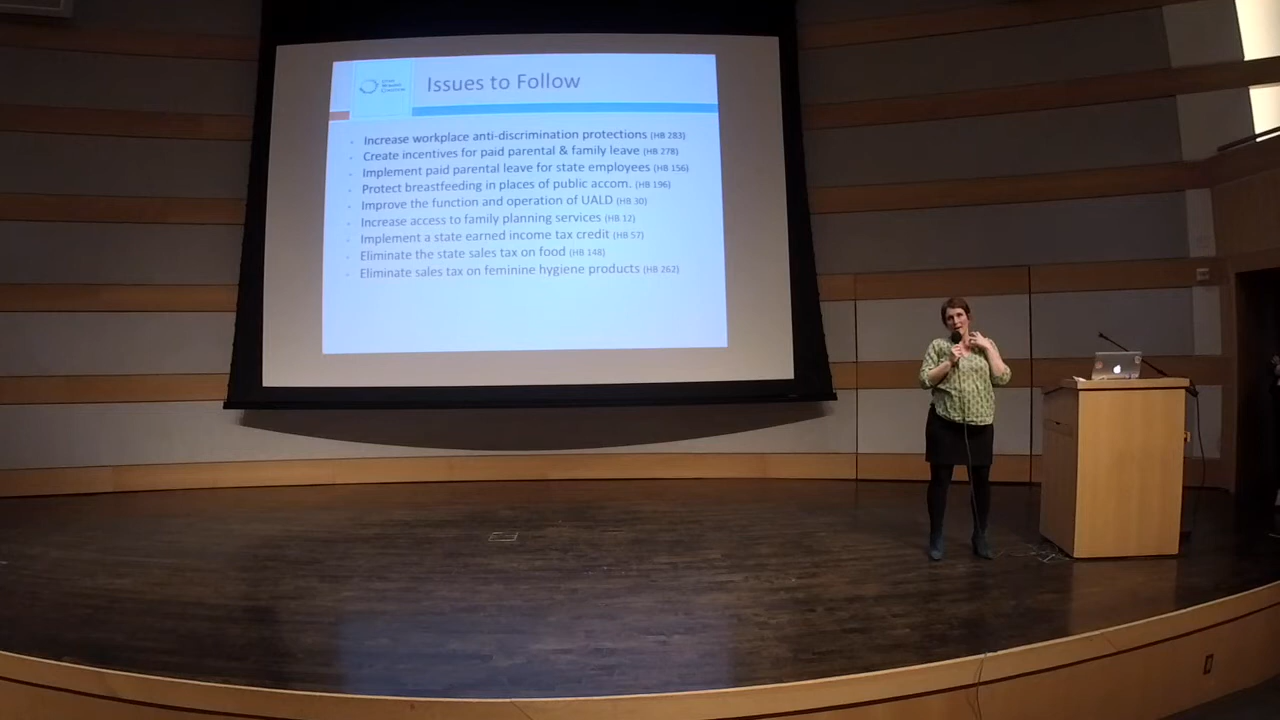 Women's
Coalition
Issues to Follow
Increase workplace anti-discrimination protections (HB 283)
Create incentives for paid parental & family leave (HB 278)
Implement paid parental leave for state employees (HB 156)
Protect breastfeeding in places of public accom. (HB 196)
Improve the function and operation of UALD (HB 30)
Increase access to family planning services (HB 12)
Implement a state earned income tax credit (HB 57)
Eliminate the state sales tax on food (HB 148)
Eliminate sales tax on feminine hygiene products (HB 262)